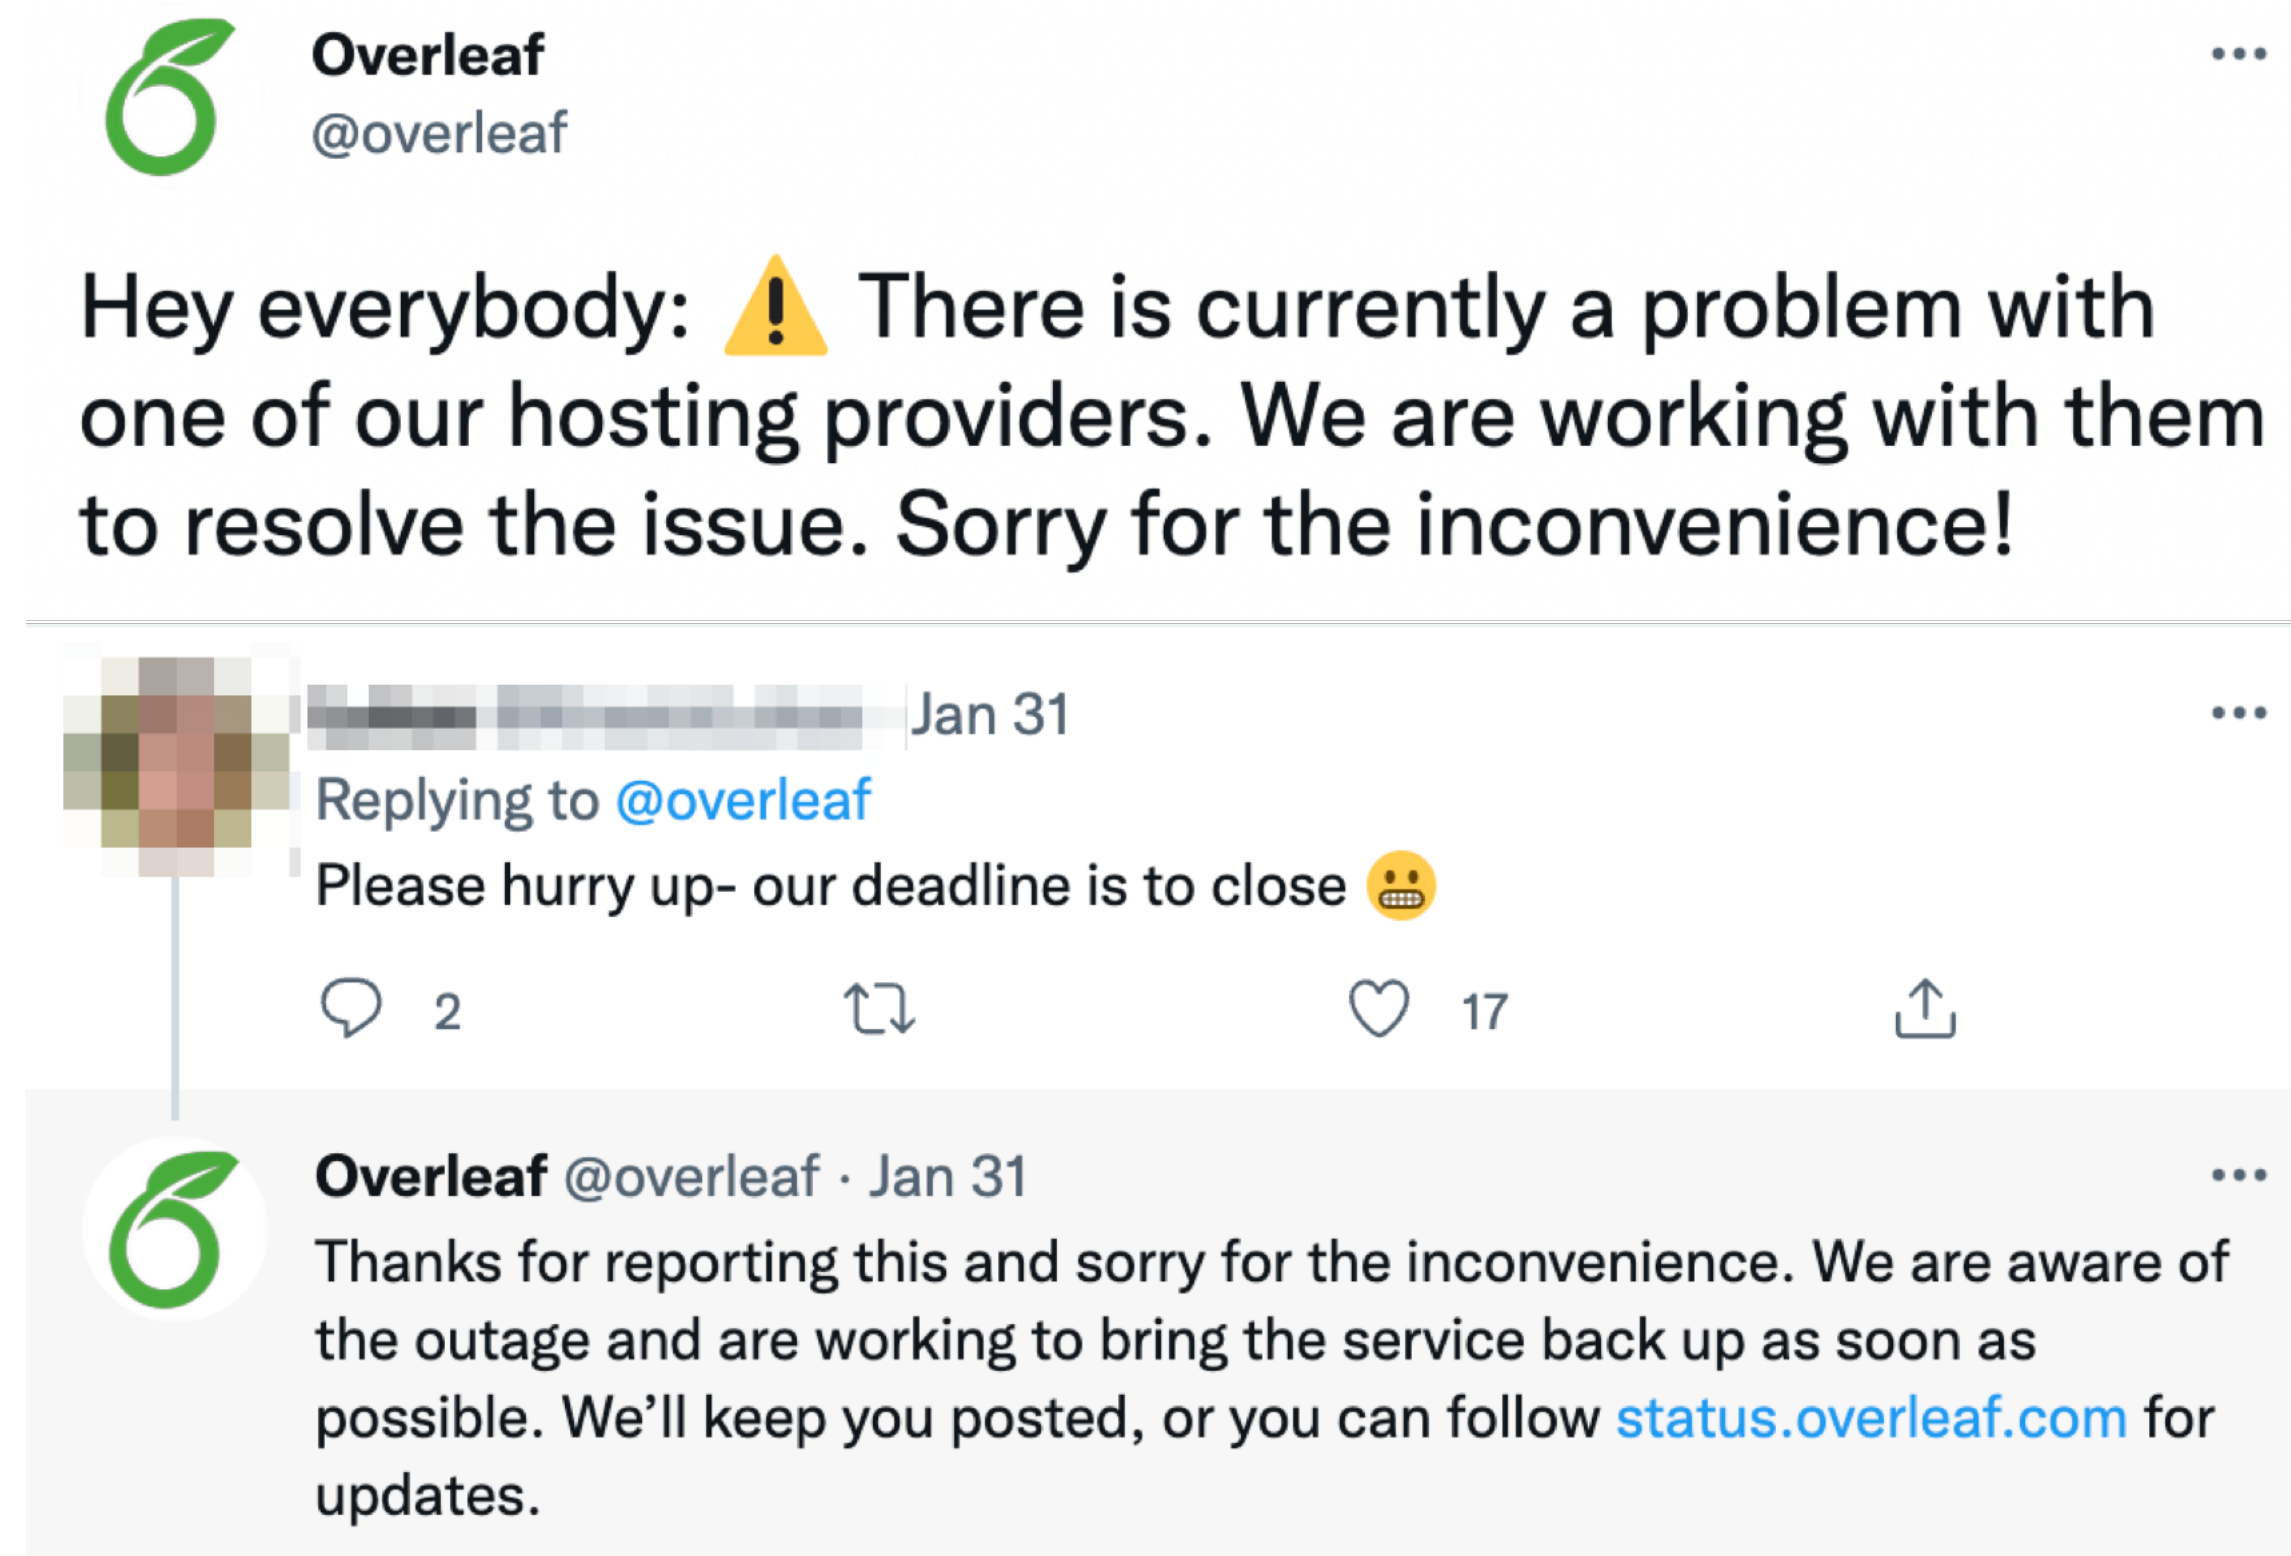 Overleaf
@overleaf
Hey everybody: ⚠️ There is currently a problem with
one of our hosting providers. We are working with them
to resolve the issue. Sorry for the inconvenience!
Jan 31
Replying to @overleaf
Please hurry up- our deadline is to close 😬
2 17
Overleaf @overleaf · Jan 31
Thanks for reporting this and sorry for the inconvenience. We are aware of
the outage and are working to bring the service back up as soon as
possible. We’ll keep you posted, or you can follow status.overleaf.com for
updates.